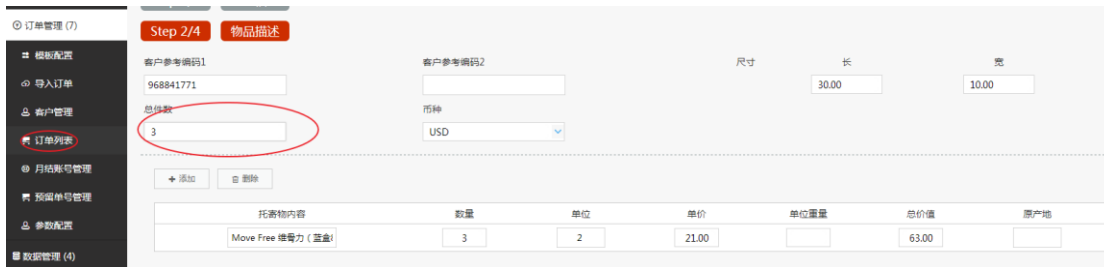 订单管理 (7)
模板配置
导入订单
客户管理
订单列表
月结账号管理
预留单号管理
参数配置
数据管理 (4)
Step 2/4 物品描述
客户参考编码1 客户参考编码2 尺寸 长 宽
968841771 30.00 10.00
总件数 币种
3 USD
添加 删除
托寄物内容 数量 单位 单价 单位重量 总价值 原产地
Move Free 维骨力 ( 蓝盒 3 2 21.00 63.00